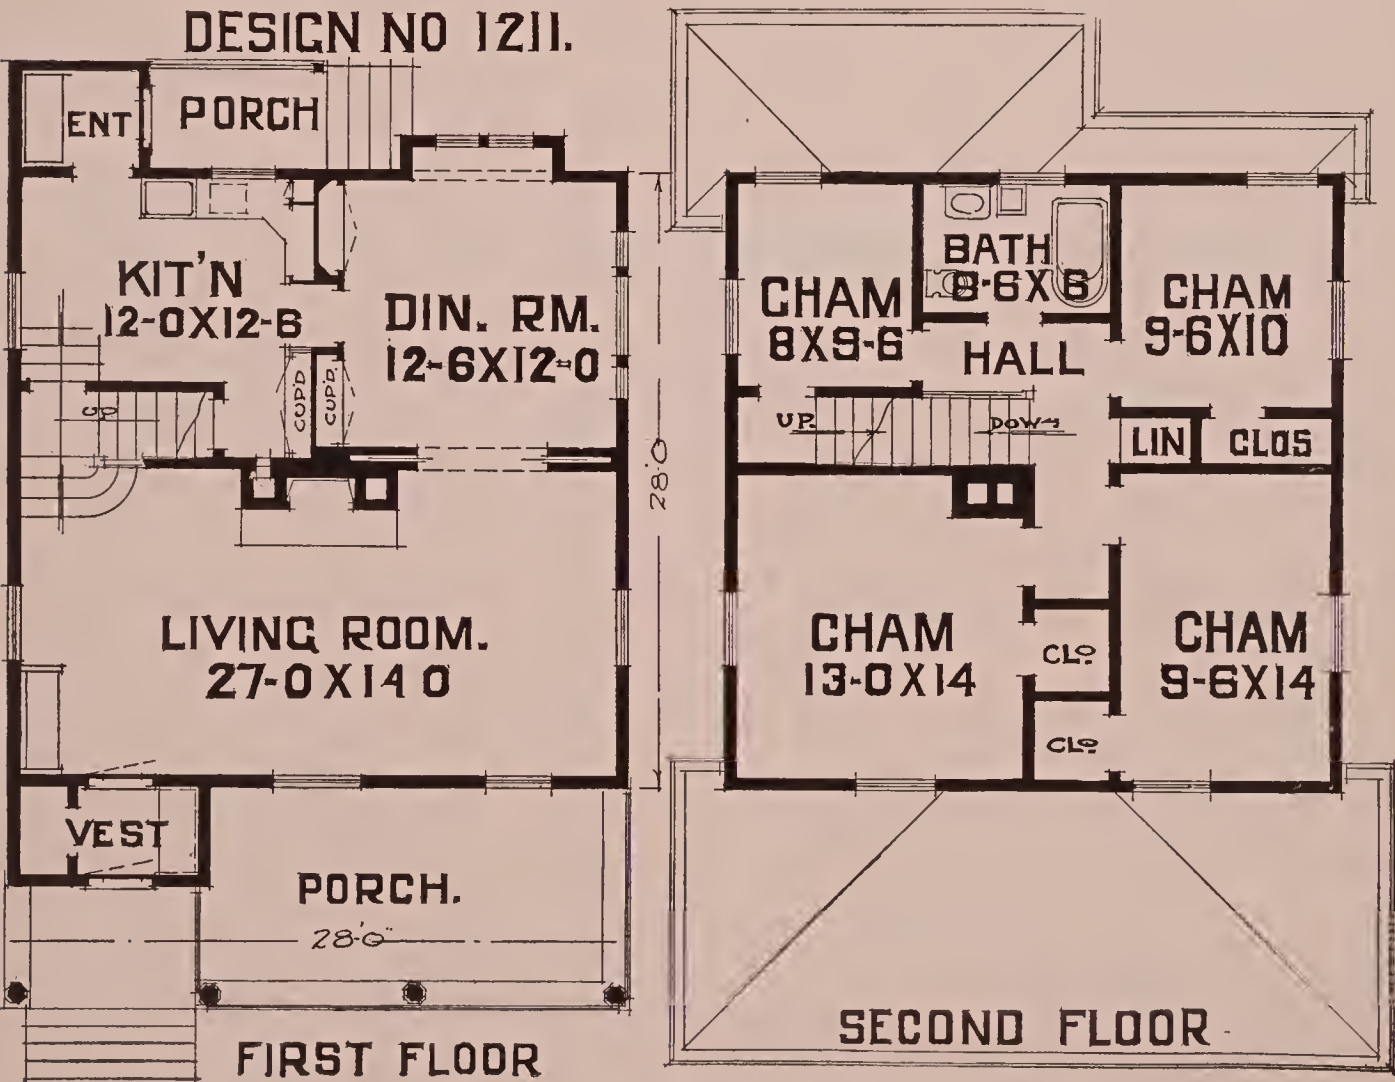 DESIGN NO 1211.
ENT
PORCH
KIT'N
12-0X12-6
DIN. RM.
12-6X12-0
UP
CUP'D.
CUP'D.
28'-0
LIVING ROOM.
27-0X14 0
VEST
PORCH.
28'-0"
FIRST FLOOR
CHAM
8X9-6
BATH
8-6X6
CHAM
9-6X10
HALL
UP.
DOWN
LIN
CLOS
CHAM
13-0X14
CLO
CHAM
9-6X14
CLO
SECOND FLOOR